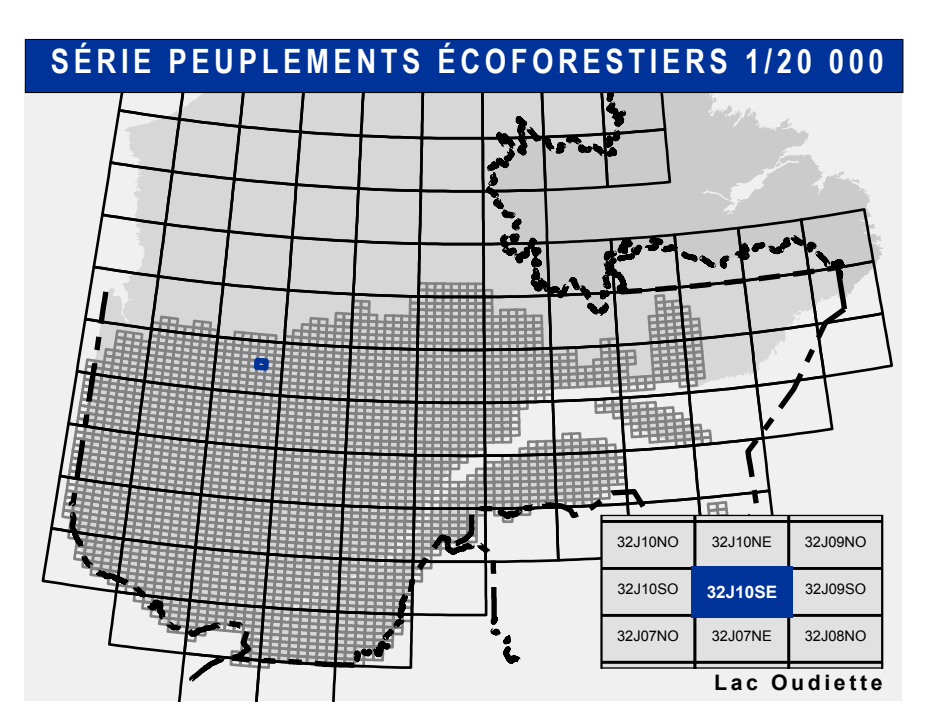 SÉRIE PEUPLEMENTS ÉCOFORESTIERS 1/20 000
32J10NO 32J10NE 32J09NO
32J10SO 32J10SE 32J09SO
32J07NO 32J07NE 32J08NO
Lac Oudiette